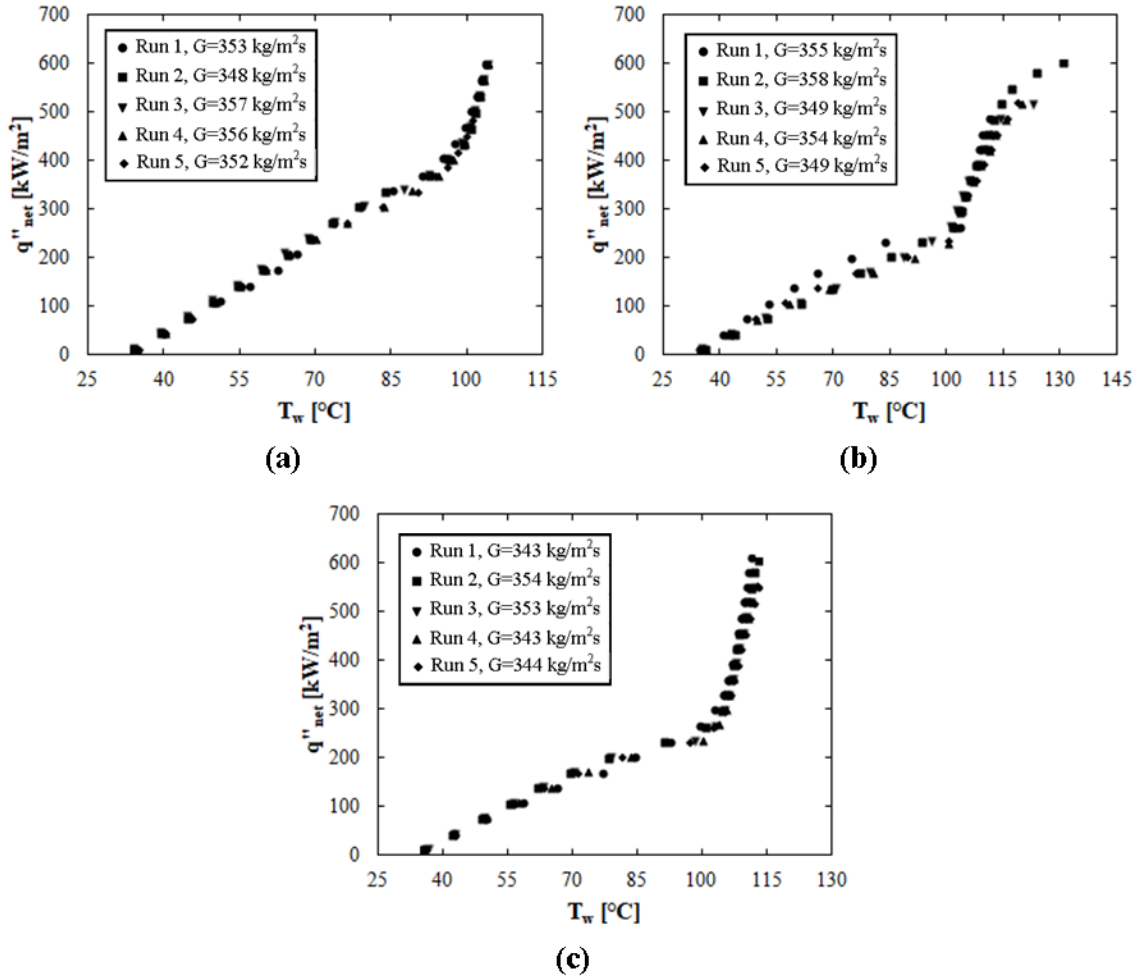 700
600
500
400
300
200
100
0
q''net [kW/m²]
Run 1, G=353 kg/m²s
Run 2, G=348 kg/m²s
Run 3, G=357 kg/m²s
Run 4, G=356 kg/m²s
Run 5, G=352 kg/m²s
25 40 55 70 85 100 115
Tw [°C]
(a)
700
600
500
400
300
200
100
0
q''net [kW/m²]
Run 1, G=355 kg/m²s
Run 2, G=358 kg/m²s
Run 3, G=349 kg/m²s
Run 4, G=354 kg/m²s
Run 5, G=349 kg/m²s
25 40 55 70 85 100 115 130 145
Tw [°C]
(b)
700
600
500
400
300
200
100
0
q''net [kW/m²]
Run 1, G=343 kg/m²s
Run 2, G=354 kg/m²s
Run 3, G=353 kg/m²s
Run 4, G=343 kg/m²s
Run 5, G=344 kg/m²s
25 40 55 70 85 100 115 130
Tw [°C]
(c)